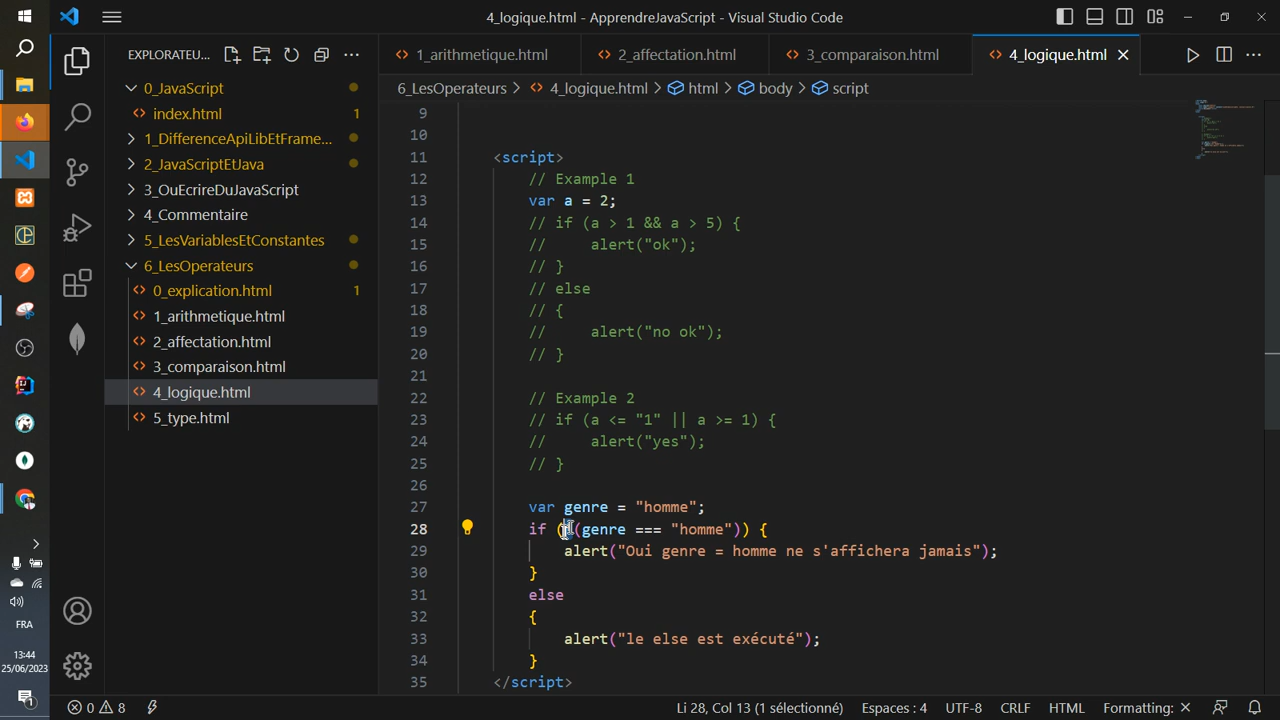 4_logique.html - ApprendreJavaScript - Visual Studio Code
EXPLORATEU...
1_arithmetique.html
2_affectation.html
3_comparaison.html
4_logique.html
0_JavaScript
index.html 1
1_DifferenceApiLibEtFrame...
2_JavaScriptEtJava
3_OuEcrireDuJavaScript
4_Commentaire
5_LesVariablesEtConstantes
6_LesOperateurs
0_explication.html 1
1_arithmetique.html
2_affectation.html
3_comparaison.html
4_logique.html
5_type.html
6_LesOperateurs > 4_logique.html > html > body > script
9
10
11 <script>
12 // Example 1
13 var a = 2;
14 // if (a > 1 && a > 5) {
15 //     alert("ok");
16 // }
17 // else
18 // {
19 //     alert("no ok");
20 // }
21
22 // Example 2
23 // if (a <= "1" || a >= 1) {
24 //     alert("yes");
25 // }
26
27 var genre = "homme";
28 if (!(genre === "homme")) {
29 alert("Oui genre = homme ne s'affichera jamais");
30 }
31 else
32 {
33 alert("le else est exécuté");
34 }
35 </script>
FRA
13:44
25/06/2023
1
0 8
Li 28, Col 13 (1 sélectionné)
Espaces : 4
UTF-8
CRLF
HTML
Formatting: ×